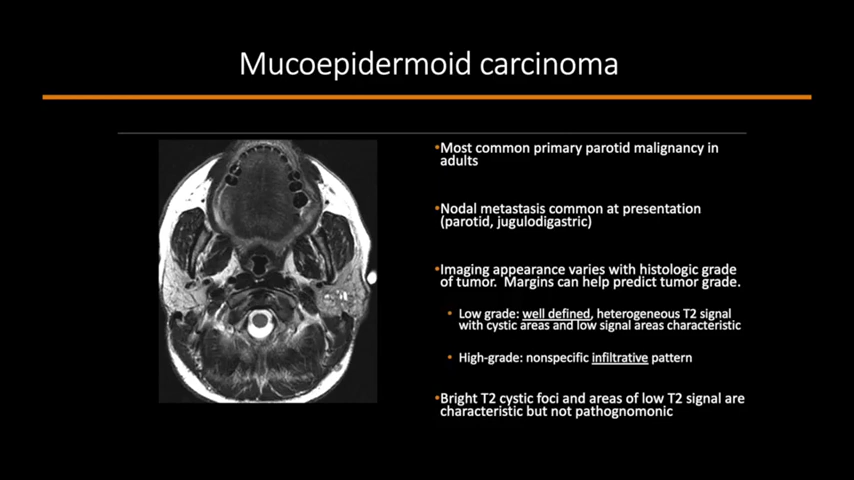 Mucoepidermoid carcinoma
•Most common primary parotid malignancy in
adults
•Nodal metastasis common at presentation
(parotid, jugulodigastric)
•Imaging appearance varies with histologic grade
of tumor. Margins can help predict tumor grade.
• Low grade: well defined, heterogeneous T2 signal
with cystic areas and low signal areas characteristic
• High-grade: nonspecific infiltrative pattern
•Bright T2 cystic foci and areas of low T2 signal are
characteristic but not pathognomonic